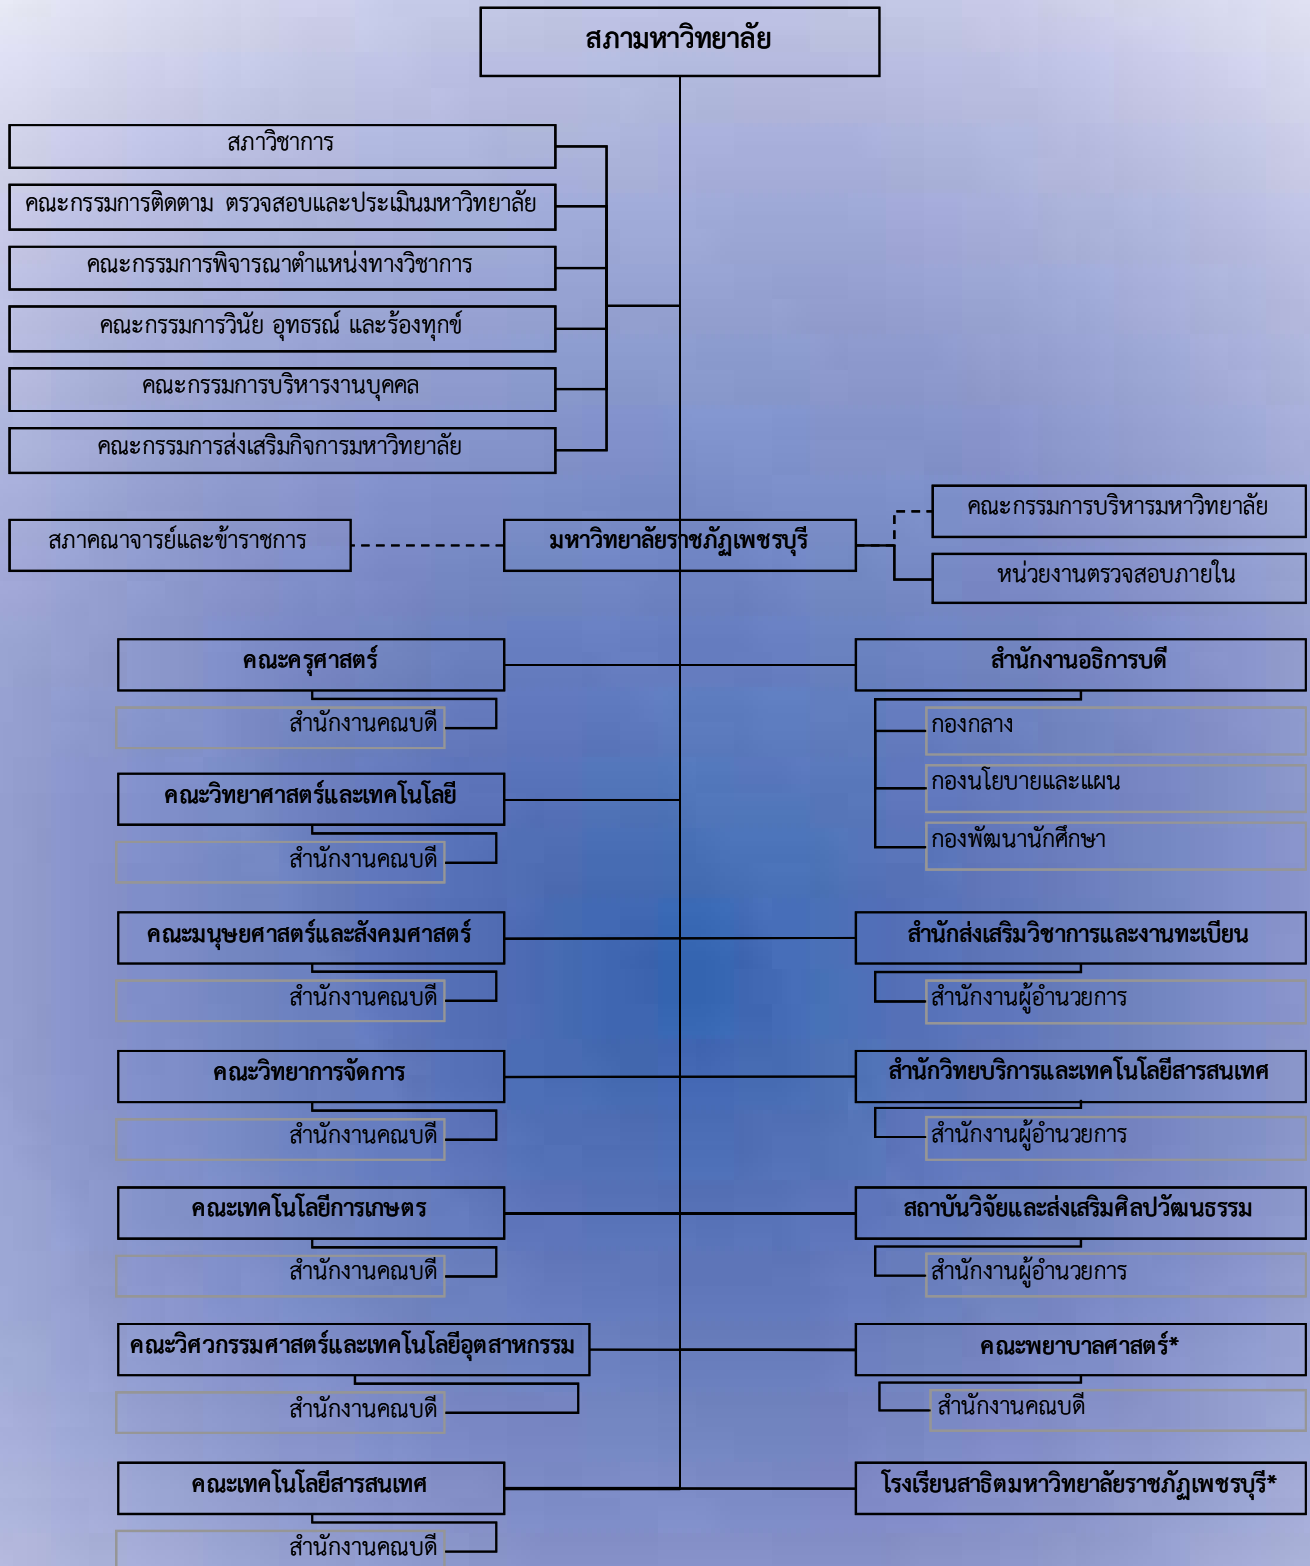 สภามหาวิทยาลัย
สภาวิชาการ
คณะกรรมการติดตาม ตรวจสอบและประเมินมหาวิทยาลัย
คณะกรรมการพิจารณาตำแหน่งทางวิชาการ
คณะกรรมการวินัย อุทธรณ์ และร้องทุกข์
คณะกรรมการบริหารงานบุคคล
คณะกรรมการส่งเสริมกิจการมหาวิทยาลัย
คณะกรรมการบริหารมหาวิทยาลัย
สภาคณาจารย์และข้าราชการ
มหาวิทยาลัยราชภัฏเพชรบุรี
หน่วยงานตรวจสอบภายใน
คณะครุศาสตร์
สำนักงานคณบดี
สำนักงานอธิการบดี
กองกลาง
กองนโยบายและแผน
กองพัฒนานักศึกษา
คณะวิทยาศาสตร์และเทคโนโลยี
สำนักงานคณบดี
คณะมนุษยศาสตร์และสังคมศาสตร์
สำนักงานคณบดี
สำนักส่งเสริมวิชาการและงานทะเบียน
สำนักงานผู้อำนวยการ
คณะวิทยาการจัดการ
สำนักงานคณบดี
สำนักวิทยบริการและเทคโนโลยีสารสนเทศ
สำนักงานผู้อำนวยการ
คณะเทคโนโลยีการเกษตร
สำนักงานคณบดี
สถาบันวิจัยและส่งเสริมศิลปวัฒนธรรม
สำนักงานผู้อำนวยการ
คณะวิศวกรรมศาสตร์และเทคโนโลยีอุตสาหกรรม
สำนักงานคณบดี
คณะพยาบาลศาสตร์*
สำนักงานคณบดี
คณะเทคโนโลยีสารสนเทศ
สำนักงานคณบดี
โรงเรียนสาธิตมหาวิทยาลัยราชภัฏเพชรบุรี*